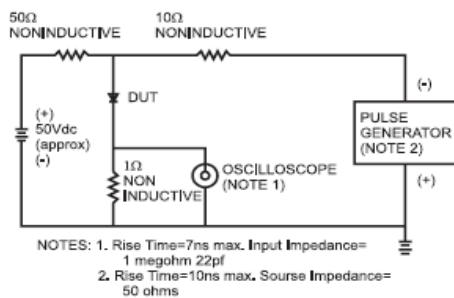 50Ω
NONINDUCTIVE
10Ω
NONINDUCTIVE
(+)
50Vdc
(approx)
(-)
DUT
1Ω
NON
INDUCTIVE
OSCILLOSCOPE
(NOTE 1)
(-)
PULSE
GENERATOR
(NOTE 2)
(+)
NOTES: 1. Rise Time=7ns max. Input Impedance=
1 megohm 22pf
2. Rise Time=10ns max. Sourse Impedance=
50 ohms